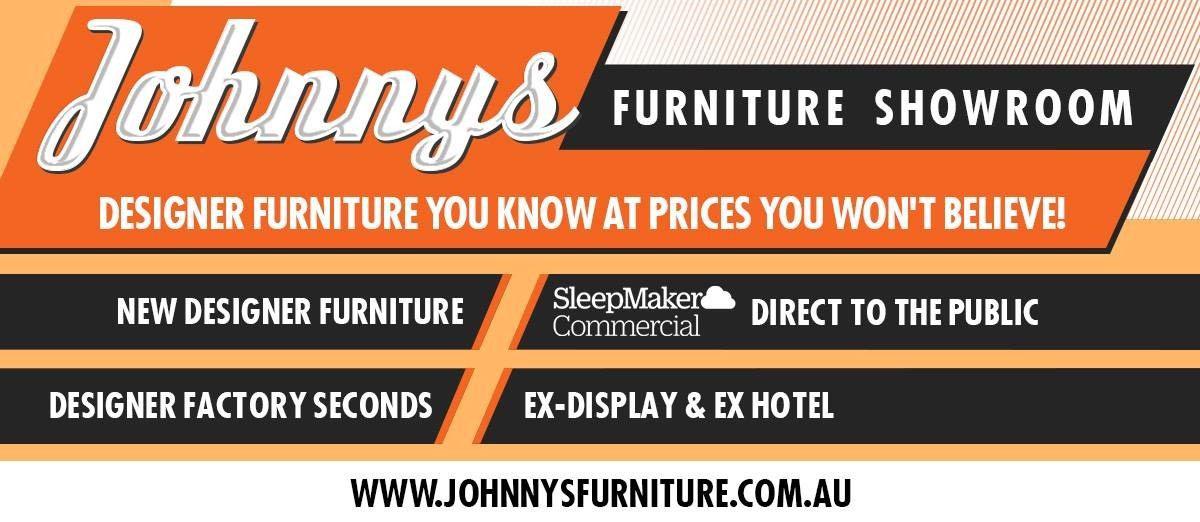 Johnnys
FURNITURE SHOWROOM
DESIGNER FURNITURE YOU KNOW AT PRICES YOU WON'T BELIEVE!
NEW DESIGNER FURNITURE
SleepMaker
Commercial
DIRECT TO THE PUBLIC
DESIGNER FACTORY SECONDS
EX-DISPLAY & EX HOTEL
WWW.JOHNNYSFURNITURE.COM.AU